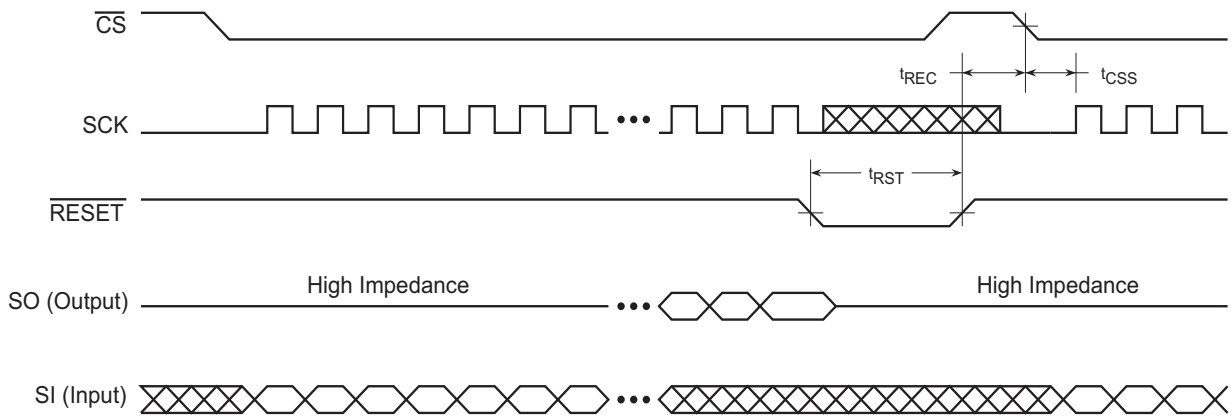 CS
tREC
tCSS
SCK
tRST
RESET
High Impedance
High Impedance
SO (Output)
SI (Input)